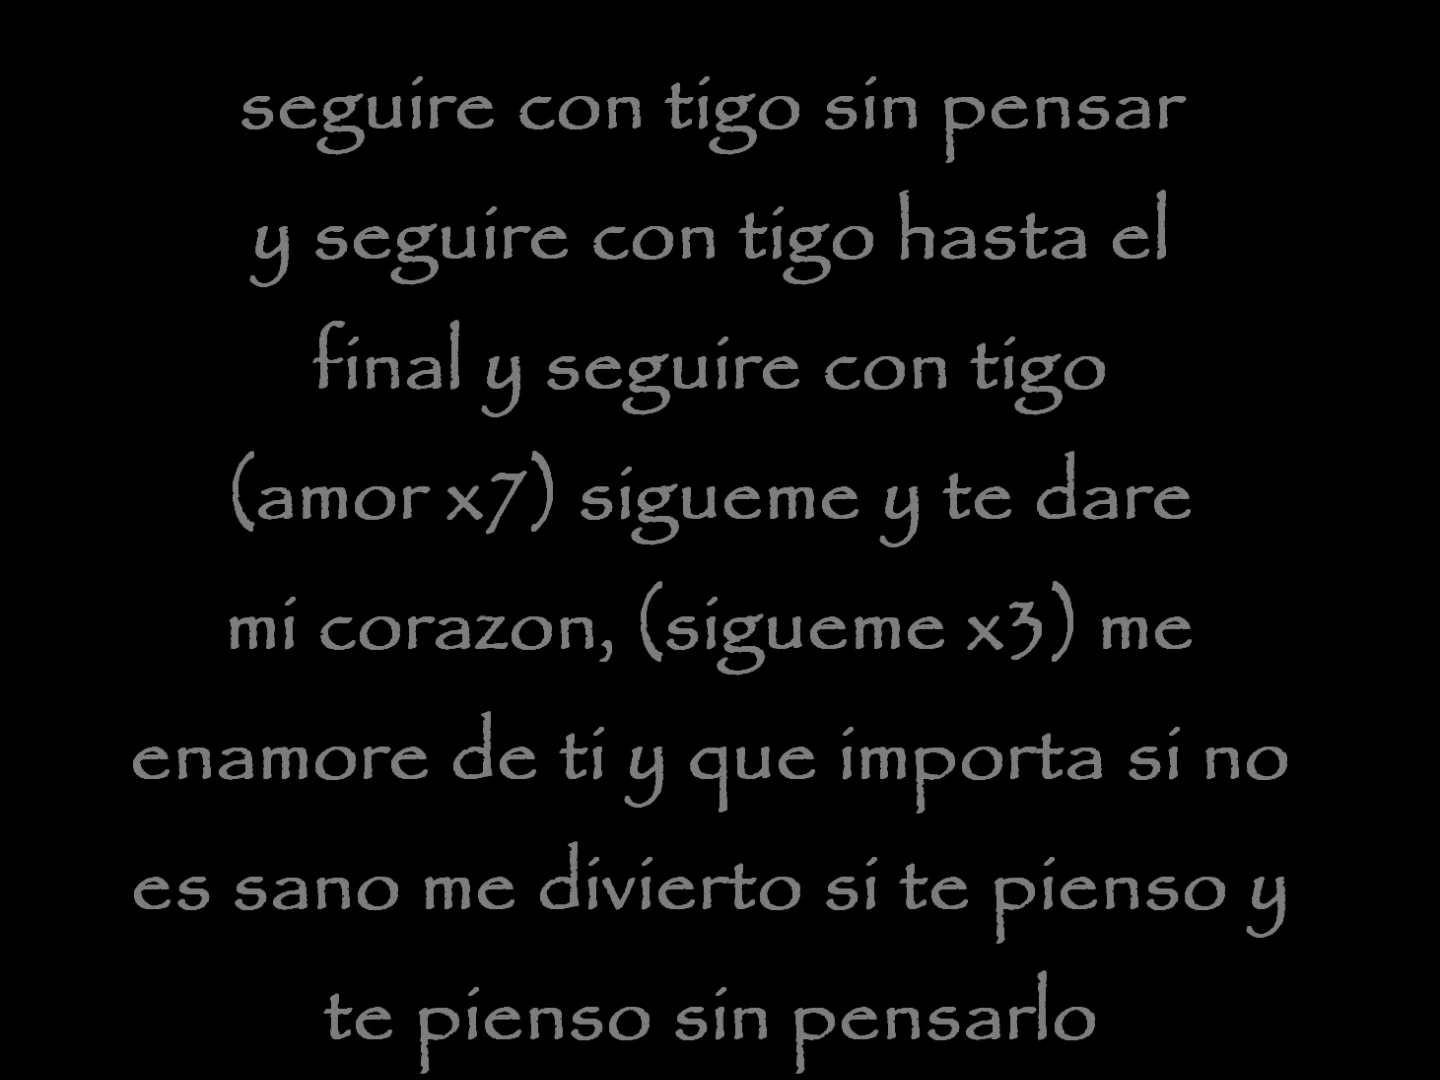 seguire con tigo sin pensar
y seguire con tigo hasta el
final y seguire con tigo
(amor x7) sigueme y te dare
mi corazon, (sigueme x3) me
enamore de ti y que importa si no
es sano me divierto si te pienso y
te pienso sin pensarlo